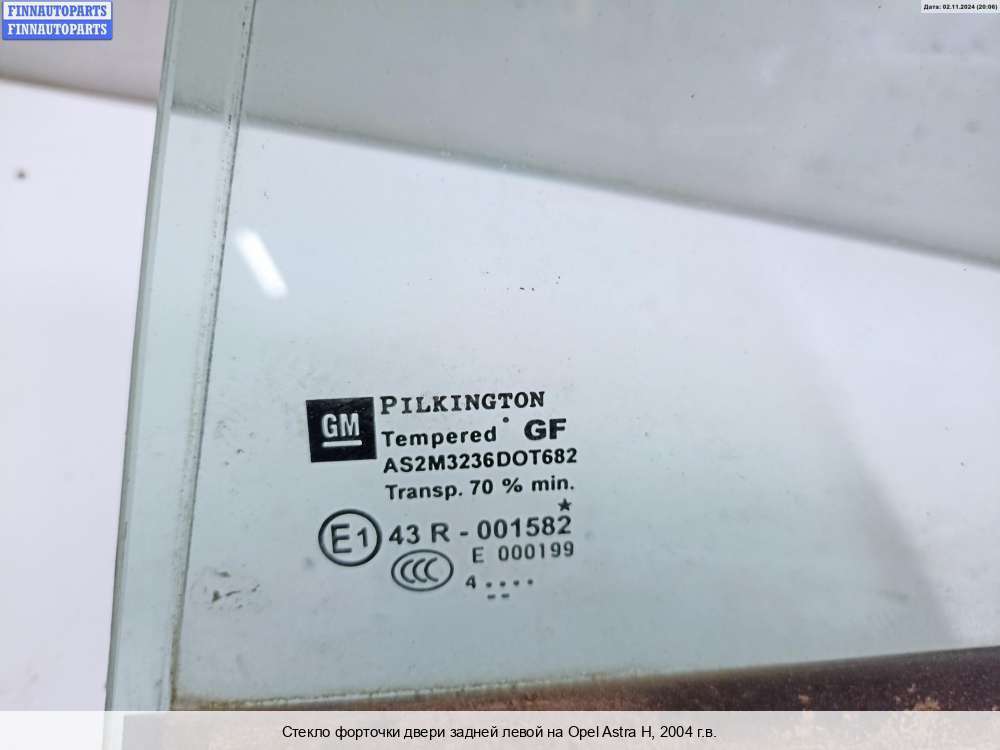 FINNAUTOPARTS
FINNAUTOPARTS
Дата: 02.11.2024 (20:06)
GM
PILKINGTON
Tempered GF
AS2M3236DOT682
Transp. 70 % min.
E1 43 R - 001582
E 000199
CCC
4 ....
--
Стекло форточки двери задней левой на Opel Astra H, 2004 г.в.